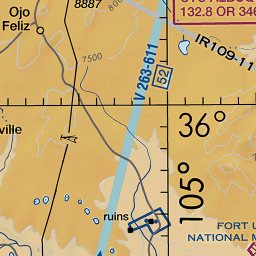 Ojo
Feliz
8887
132.8 OR 346
7500
IR109-11
V 263-611
52
36°
ville
105°
ruins
FORT U
NATIONAL M